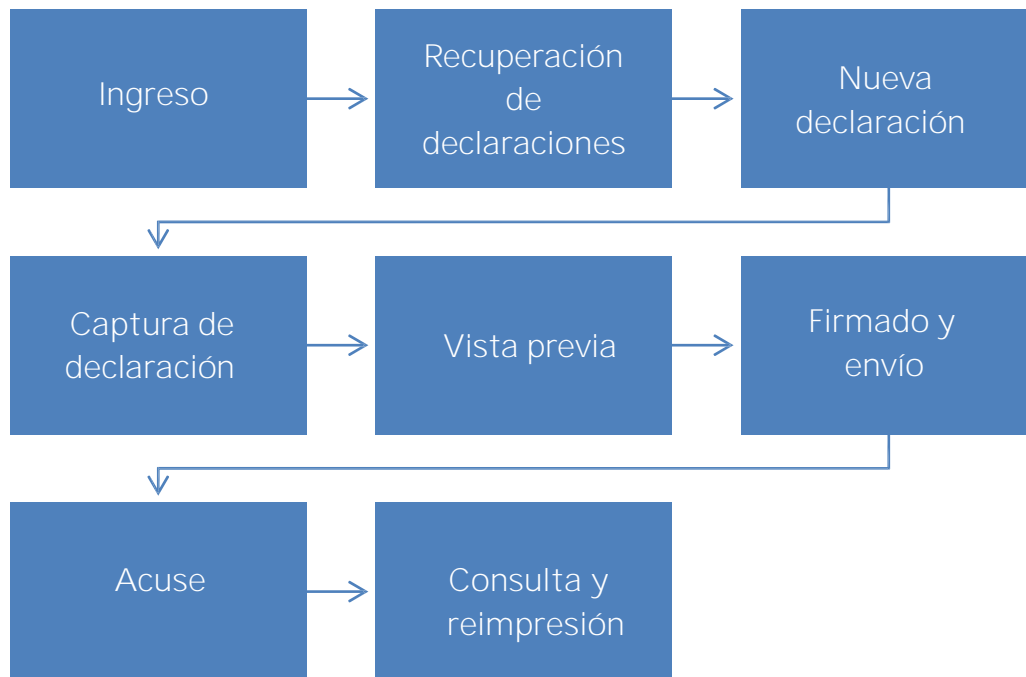 Ingreso
Recuperación
de
declaraciones
Nueva
declaración
Captura de
declaración
Vista previa
Firmado y
envío
Acuse
Consulta y
reimpresión